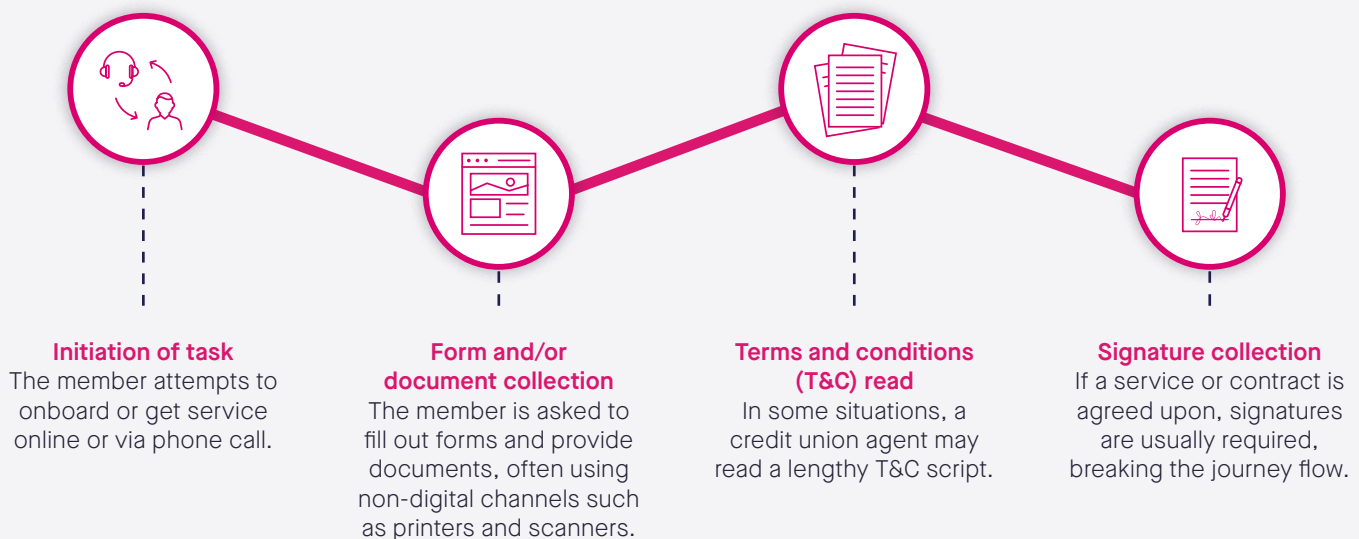 Initiation of task
The member attempts to
onboard or get service
online or via phone call.
Form and/or
document collection
The member is asked to
fill out forms and provide
documents, often using
non-digital channels such
as printers and scanners.
Terms and conditions
(T&C) read
In some situations, a
credit union agent may
read a lengthy T&C script.
Signature collection
If a service or contract is
agreed upon, signatures
are usually required,
breaking the journey flow.